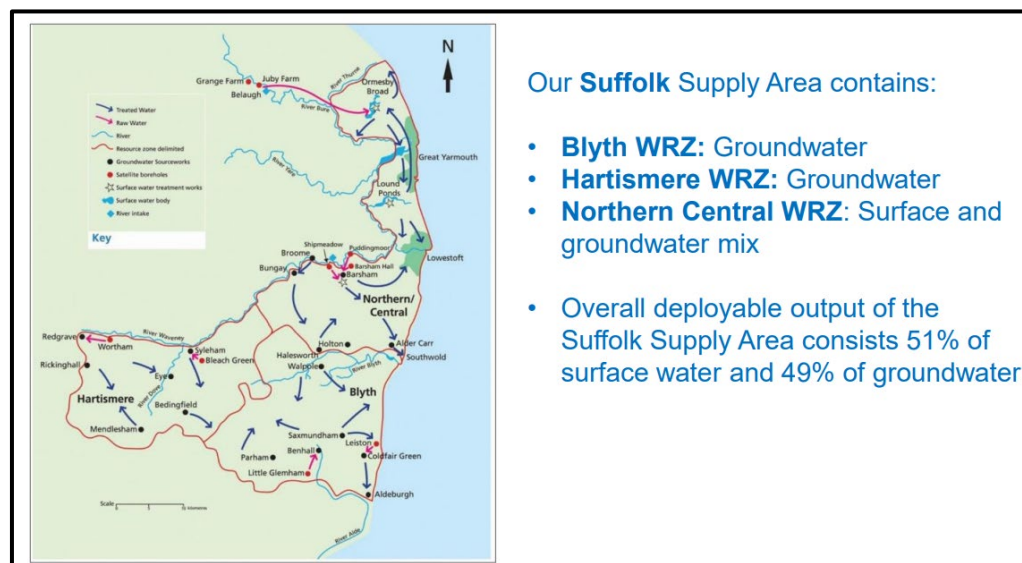 N
Grange Farm
Juby Farm
Belaugh
River Thurne
Ormesby
Broad
River Bure
Treated Water
Raw Water
River
Resource zone delimited
Groundwater Sourceworks
Satellite boreholes
Surface water treatment works
Surface water body
River intake
Key
Great Yarmouth
River Yare
Lound
Ponds
Shipmeadow
Puddingmoor
Broome
Barsham Hall
Bungay
Barsham
Lowestoft
Northern/
Central
River Waveney
Redgrave
Wortham
Syleham
Bleach Green
Holton
Alder Carr
Halesworth
Southwold
Walpole
River Blyth
Rickinghall
Eye
River Dove
Blyth
Hartismere
Bedingfield
Mendlesham
Saxmundham
Leiston
Benhall
Coldfair Green
Parham
Little Glemham
Aldeburgh
Scale
0 5 10 kilometres
River Alde
Our Suffolk Supply Area contains:
• Blyth WRZ: Groundwater
• Hartismere WRZ: Groundwater
• Northern Central WRZ: Surface and
groundwater mix
• Overall deployable output of the
Suffolk Supply Area consists 51% of
surface water and 49% of groundwater